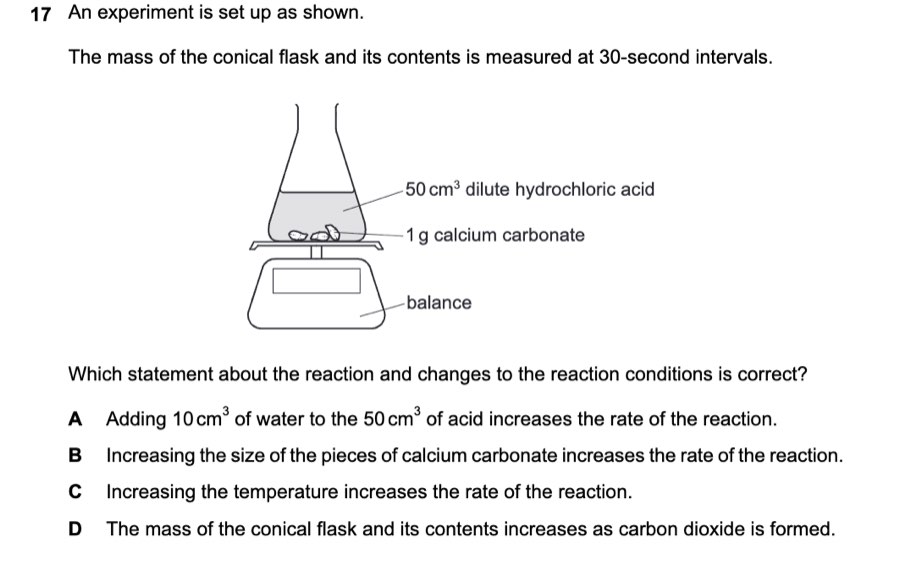 17 An experiment is set up as shown.
The mass of the conical flask and its contents is measured at 30-second intervals.
50 cm³ dilute hydrochloric acid
1 g calcium carbonate
balance
Which statement about the reaction and changes to the reaction conditions is correct?
A Adding 10 cm³ of water to the 50 cm³ of acid increases the rate of the reaction.
B Increasing the size of the pieces of calcium carbonate increases the rate of the reaction.
C Increasing the temperature increases the rate of the reaction.
D The mass of the conical flask and its contents increases as carbon dioxide is formed.